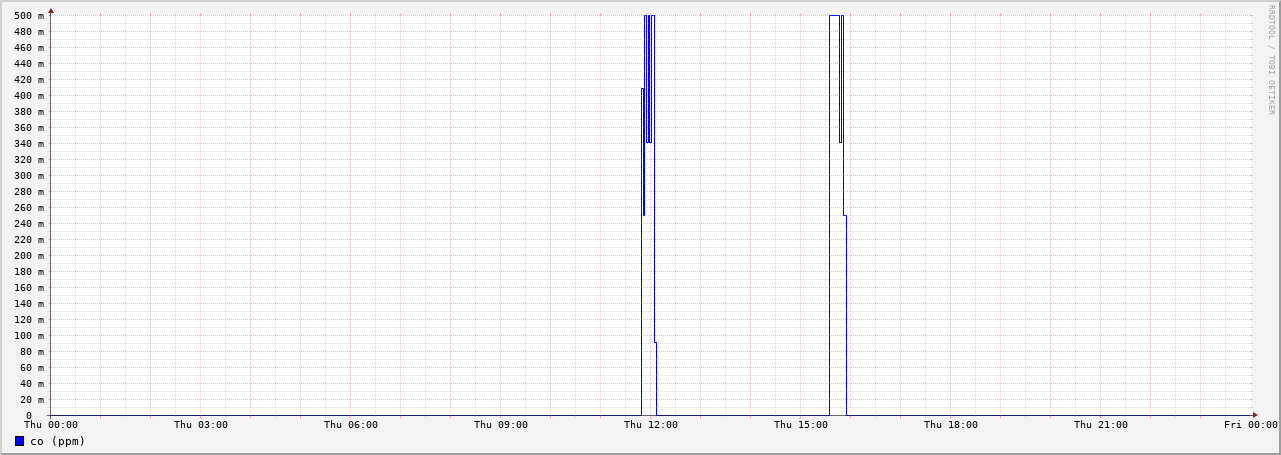 500 m
480 m
460 m
440 m
420 m
400 m
380 m
360 m
340 m
320 m
300 m
280 m
260 m
240 m
220 m
200 m
180 m
160 m
140 m
120 m
100 m
80 m
60 m
40 m
20 m
0
Thu 00:00 Thu 03:00 Thu 06:00 Thu 09:00 Thu 12:00 Thu 15:00 Thu 18:00 Thu 21:00 Fri 00:00
co (ppm)
RRDTOOL / TOBI OETIKER